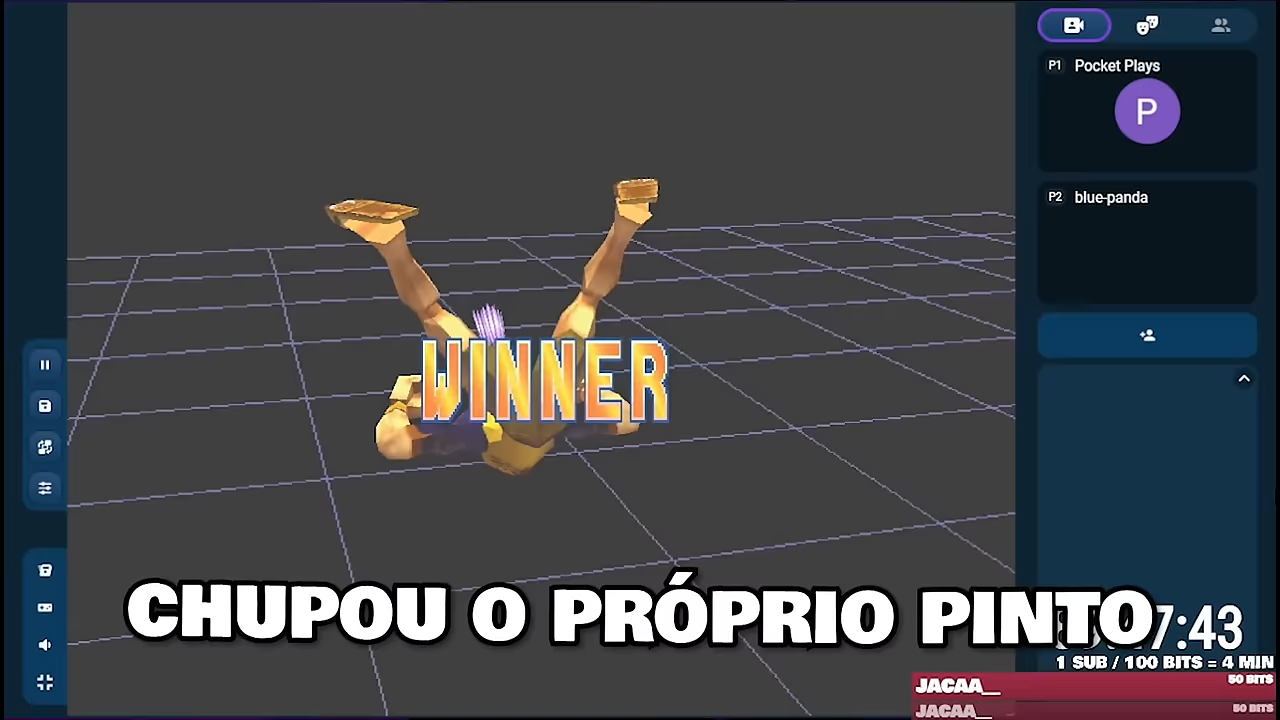 P1 Pocket Plays
P
P2 blue-panda
WINNER
CHUPOU O PRÓPRIO PINTO
7:43
1 SUB / 100 BITS = 4 MIN
JACAA__ 50 BITS
JACAA__ 50 BITS